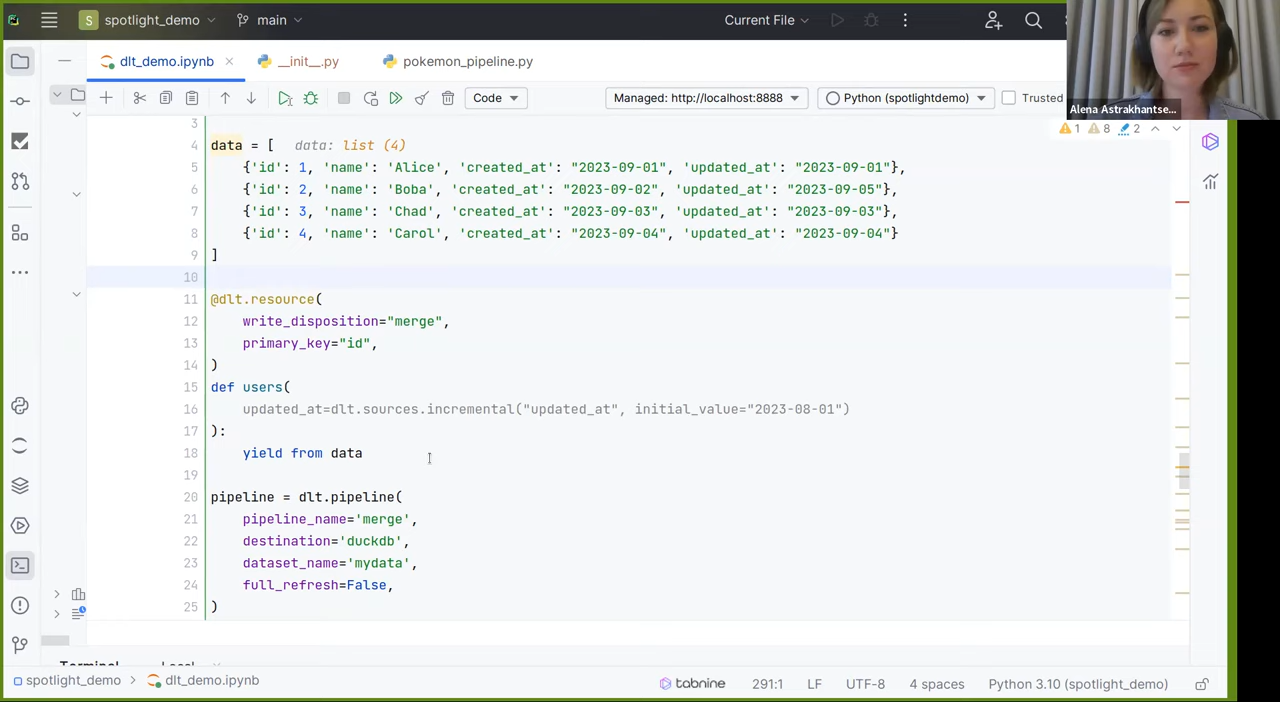 S spotlight_demo main Current File
dlt_demo.ipynb __init__.py pokemon_pipeline.py
Code Managed: http://localhost:8888 Python (spotlightdemo) Trusted
Alena Astrakhantse...
1 8 2
3
4 data = [ data: list (4)
5 {'id': 1, 'name': 'Alice', 'created_at': "2023-09-01", 'updated_at': "2023-09-01"},
6 {'id': 2, 'name': 'Boba', 'created_at': "2023-09-02", 'updated_at': "2023-09-05"},
7 {'id': 3, 'name': 'Chad', 'created_at': "2023-09-03", 'updated_at': "2023-09-03"},
8 {'id': 4, 'name': 'Carol', 'created_at': "2023-09-04", 'updated_at': "2023-09-04"}
9 ]
10
11 @dlt.resource(
12 write_disposition="merge",
13 primary_key="id",
14 )
15 def users(
16 updated_at=dlt.sources.incremental("updated_at", initial_value="2023-08-01")
17 ):
18 yield from data
19
20 pipeline = dlt.pipeline(
21 pipeline_name='merge',
22 destination='duckdb',
23 dataset_name='mydata',
24 full_refresh=False,
25 )
Terminal Local
spotlight_demo > dlt_demo.ipynb tabnine 291:1 LF UTF-8 4 spaces Python 3.10 (spotlight_demo)